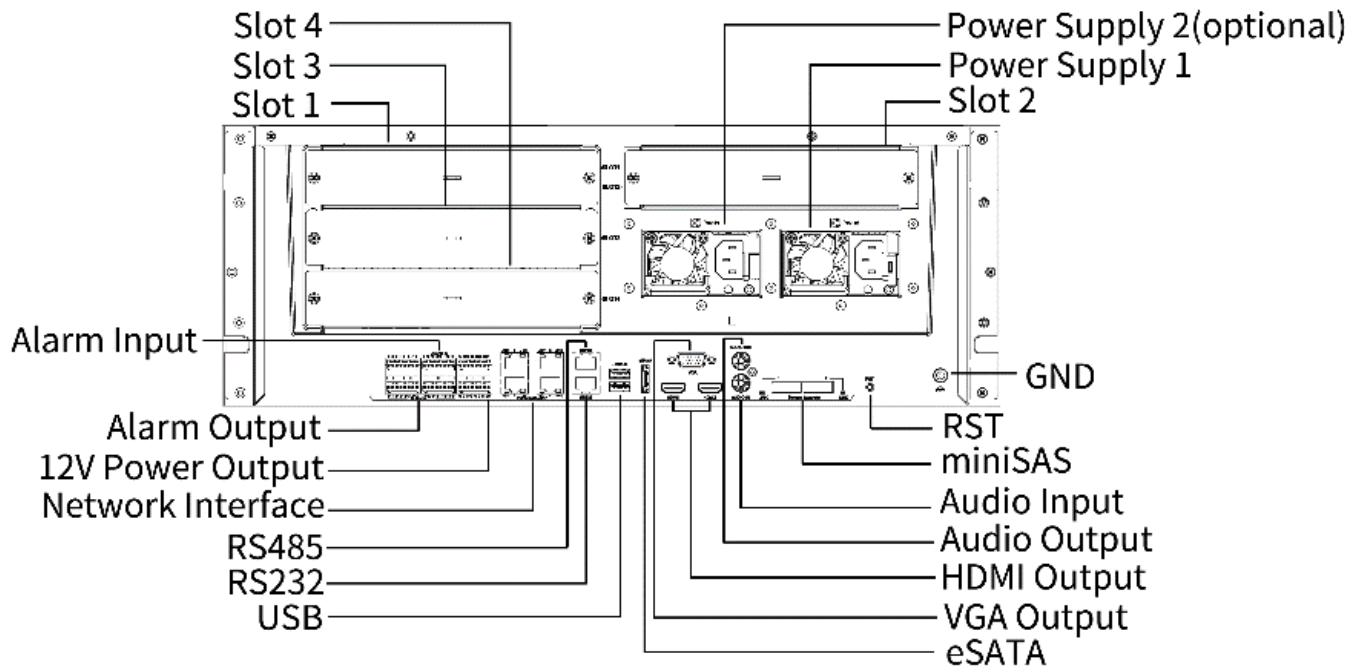 Slot 4
Power Supply 2(optional)
Slot 3
Power Supply 1
Slot 1
Slot 2
Alarm Input
GND
Alarm Output
RST
12V Power Output
miniSAS
Network Interface
Audio Input
RS485
Audio Output
RS232
HDMI Output
USB
VGA Output
eSATA